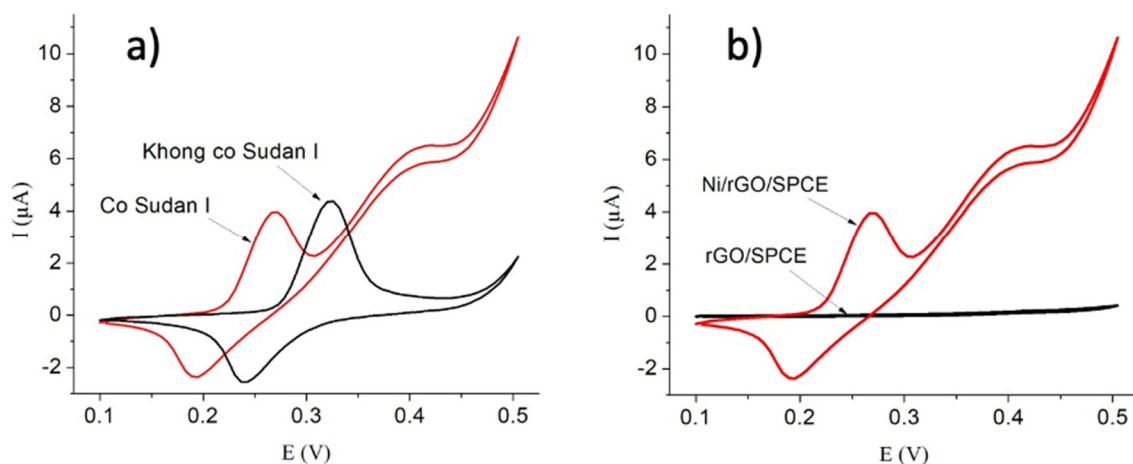 a)
10
8
6
4
2
0
-2
I (µA)
Khong co Sudan I
Co Sudan I
0.1 0.2 0.3 0.4 0.5
E (V)
b)
10
8
6
4
2
0
-2
I (µA)
Ni/rGO/SPCE
rGO/SPCE
0.1 0.2 0.3 0.4 0.5
E (V)